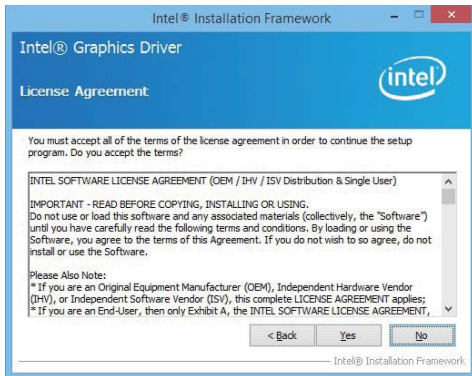 Intel® Installation Framework
Intel® Graphics Driver
intel
License Agreement
You must accept all of the terms of the license agreement in order to continue the setup
program. Do you accept the terms?
INTEL SOFTWARE LICENSE AGREEMENT (OEM / IHV / ISV Distribution & Single User)
IMPORTANT - READ BEFORE COPYING, INSTALLING OR USING.
Do not use or load this software and any associated materials (collectively, the "Software")
until you have carefully read the following terms and conditions. By loading or using the
Software, you agree to the terms of this Agreement. If you do not wish to so agree, do not
install or use the Software.
Please Also Note:
* If you are an Original Equipment Manufacturer (OEM), Independent Hardware Vendor
(IHV), or Independent Software Vendor (ISV), this complete LICENSE AGREEMENT applies;
* If you are an End-User, then only Exhibit A, the INTEL SOFTWARE LICENSE AGREEMENT,
< Back Yes No
Intel® Installation Framework